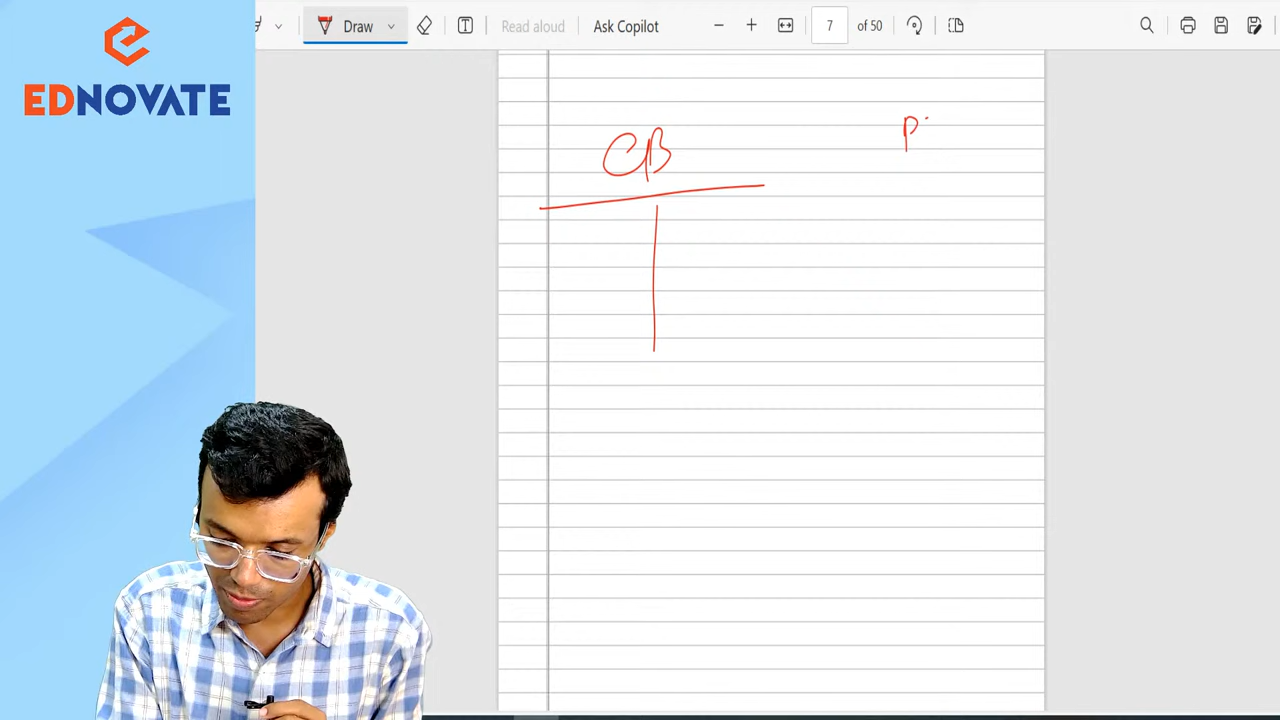 Draw
Read aloud
Ask Copilot
7
of 50
EDNOVATE
CB
P